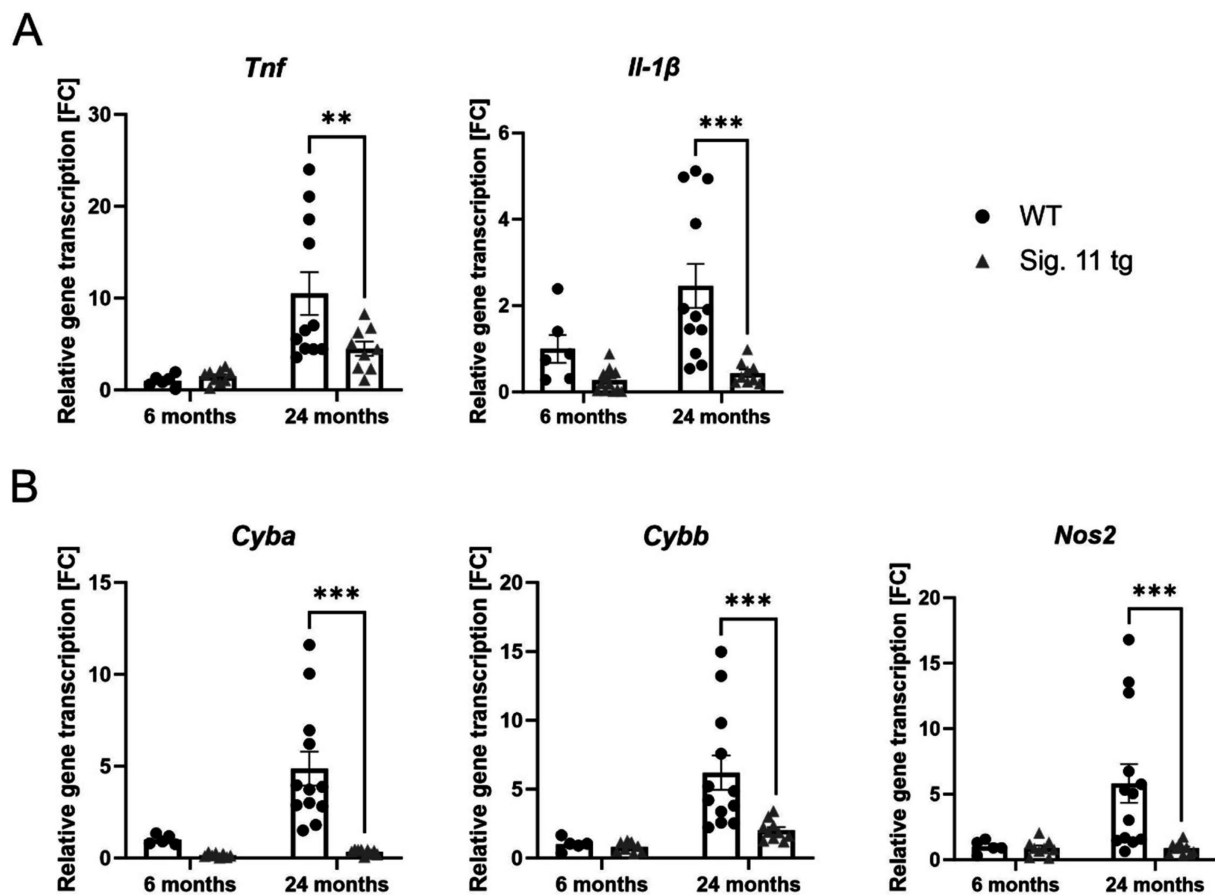 A
Tnf
Relative gene transcription [FC]
30
20
10
0
**
6 months
24 months
Il-1β
Relative gene transcription [FC]
6
4
2
0
***
6 months
24 months
WT
Sig. 11 tg
B
Cyba
Relative gene transcription [FC]
15
10
5
0
***
6 months
24 months
Cybb
Relative gene transcription [FC]
20
15
10
5
0
***
6 months
24 months
Nos2
Relative gene transcription [FC]
20
15
10
5
0
***
6 months
24 months